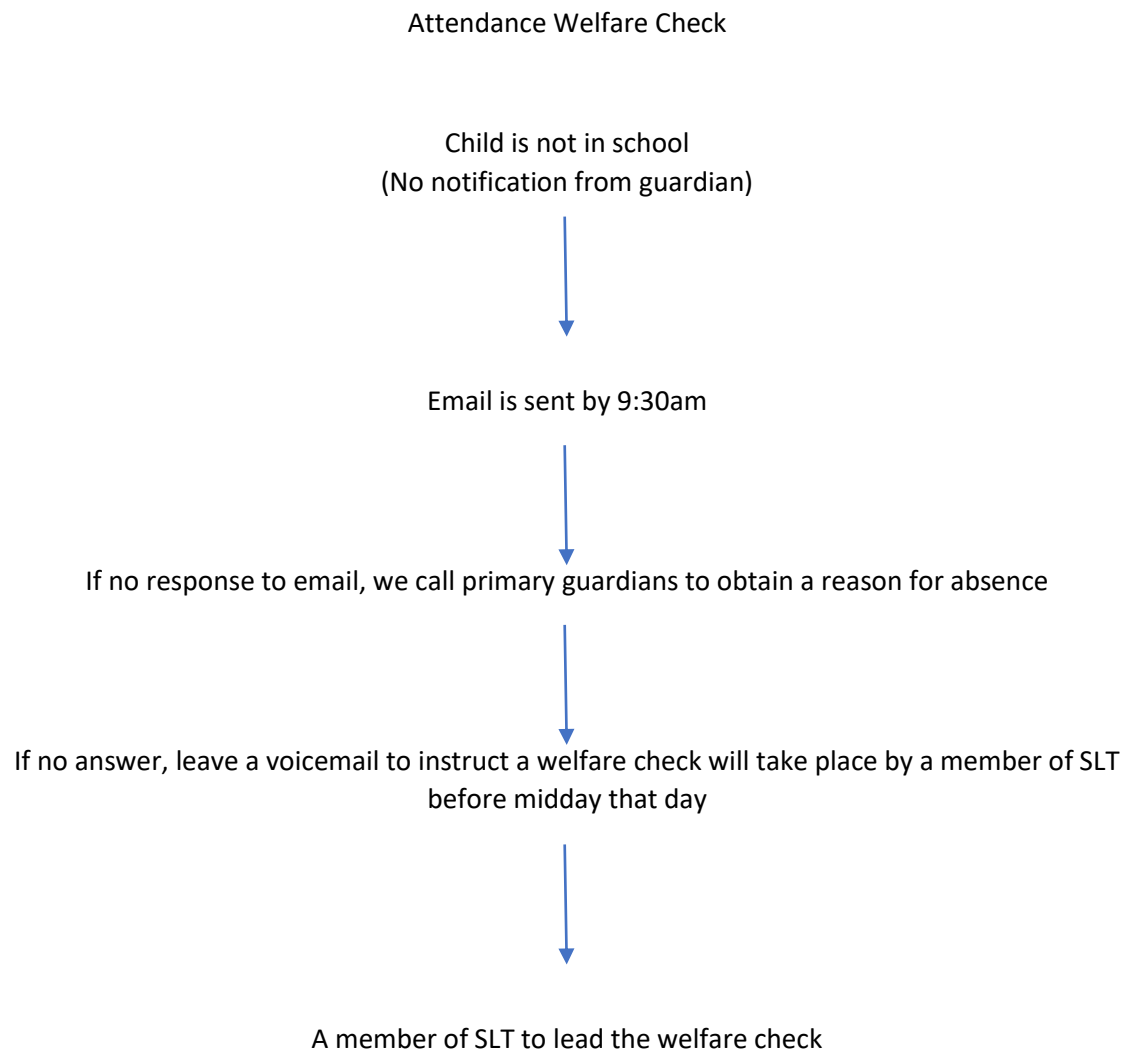 Attendance Welfare Check
Child is not in school
(No notification from guardian)
Email is sent by 9:30am
If no response to email, we call primary guardians to obtain a reason for absence
If no answer, leave a voicemail to instruct a welfare check will take place by a member of SLT
before midday that day
A member of SLT to lead the welfare check